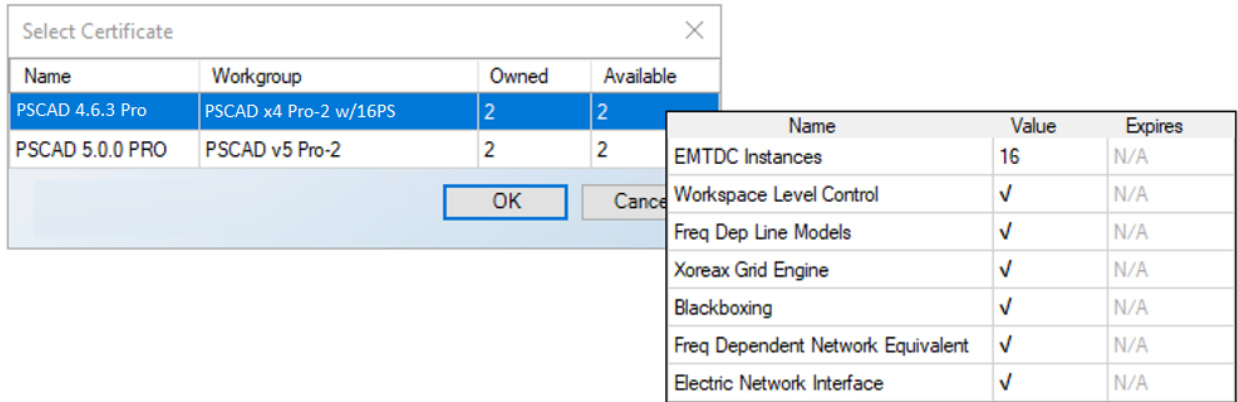 Select Certificate
Name Workgroup Owned Available
PSCAD 4.6.3 Pro PSCAD x4 Pro-2 w/16PS 2 2
PSCAD 5.0.0 PRO PSCAD v5 Pro-2 2 2
OK Cance
Name Value Expires
EMTDC Instances 16 N/A
Workspace Level Control √ N/A
Freq Dep Line Models √ N/A
Xoreax Grid Engine √ N/A
Blackboxing √ N/A
Freq Dependent Network Equivalent √ N/A
Electric Network Interface √ N/A